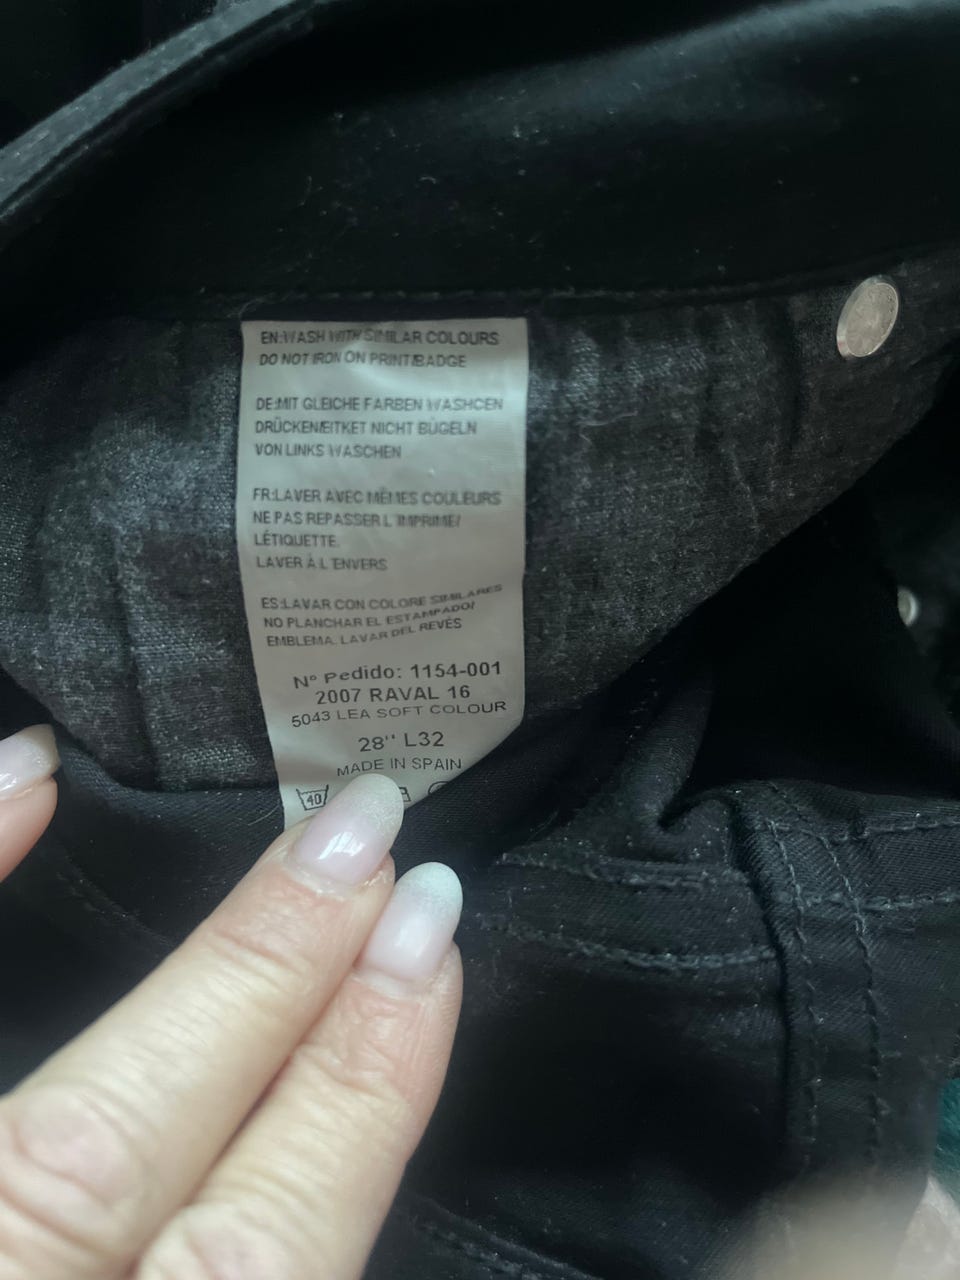 EN:WASH WITH SIMILAR COLOURS
DO NOT IRON ON PRINT/BADGE
DE:MIT GLEICHE FARBEN WASHCEN
DRÜCKEN/EITKET NICHT BÜGELN
VON LINKS WASCHEN
FR:LAVER AVEC MÊMES COULEURS
NE PAS REPASSER L'IMPRIMÉ/
LÉTIQUETTE.
LAVER À L'ENVERS
ES:LAVAR CON COLORE SIMILARES
NO PLANCHAR EL ESTAMPADO/
EMBLEMA. LAVAR DEL REVÉS
Nº Pedido: 1154-001
2007 RAVAL 16
5043 LEA SOFT COLOUR
28'' L32
MADE IN SPAIN
40